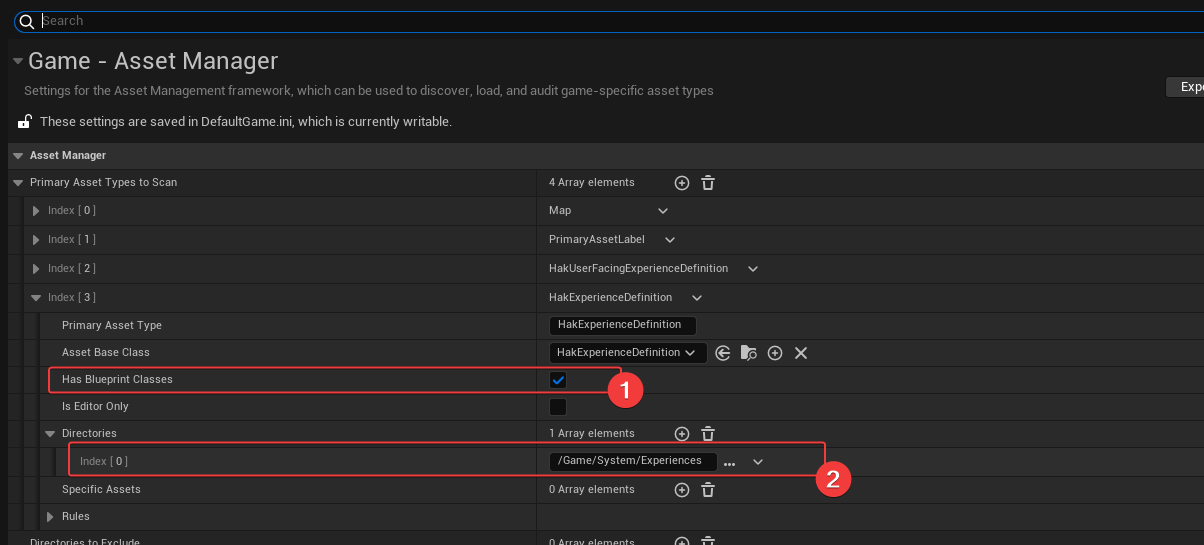 Search
Game - Asset Manager
Settings for the Asset Management framework, which can be used to discover, load, and audit game-specific asset types
Expo
These settings are saved in DefaultGame.ini, which is currently writable.
Asset Manager
Primary Asset Types to Scan 4 Array elements
Index [ 0 ] Map
Index [ 1 ] PrimaryAssetLabel
Index [ 2 ] HakUserFacingExperienceDefinition
Index [ 3 ] HakExperienceDefinition
Primary Asset Type HakExperienceDefinition
Asset Base Class HakExperienceDefinition
Has Blueprint Classes 1
Is Editor Only
Directories 1 Array elements
Index [ 0 ] /Game/System/Experiences ... 2
Specific Assets 0 Array elements
Rules
Directories to Exclude 0 Array elements